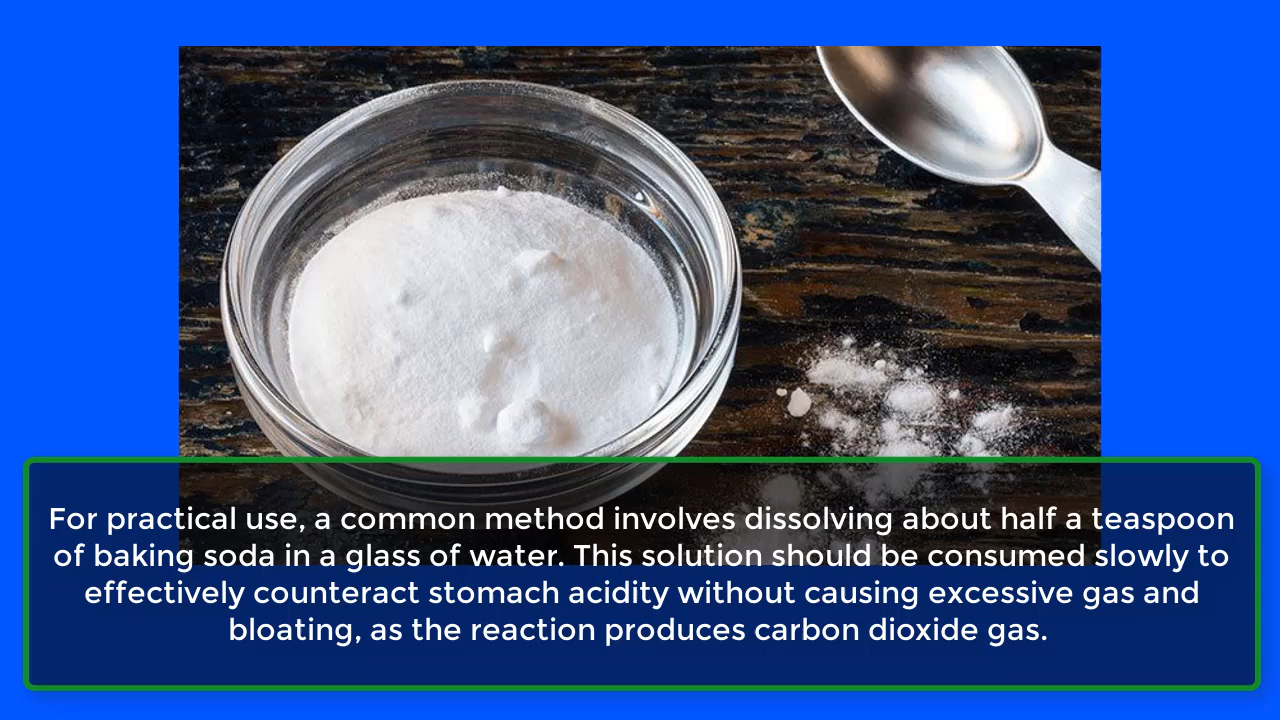 For practical use, a common method involves dissolving about half a teaspoon
of baking soda in a glass of water. This solution should be consumed slowly to
effectively counteract stomach acidity without causing excessive gas and
bloating, as the reaction produces carbon dioxide gas.